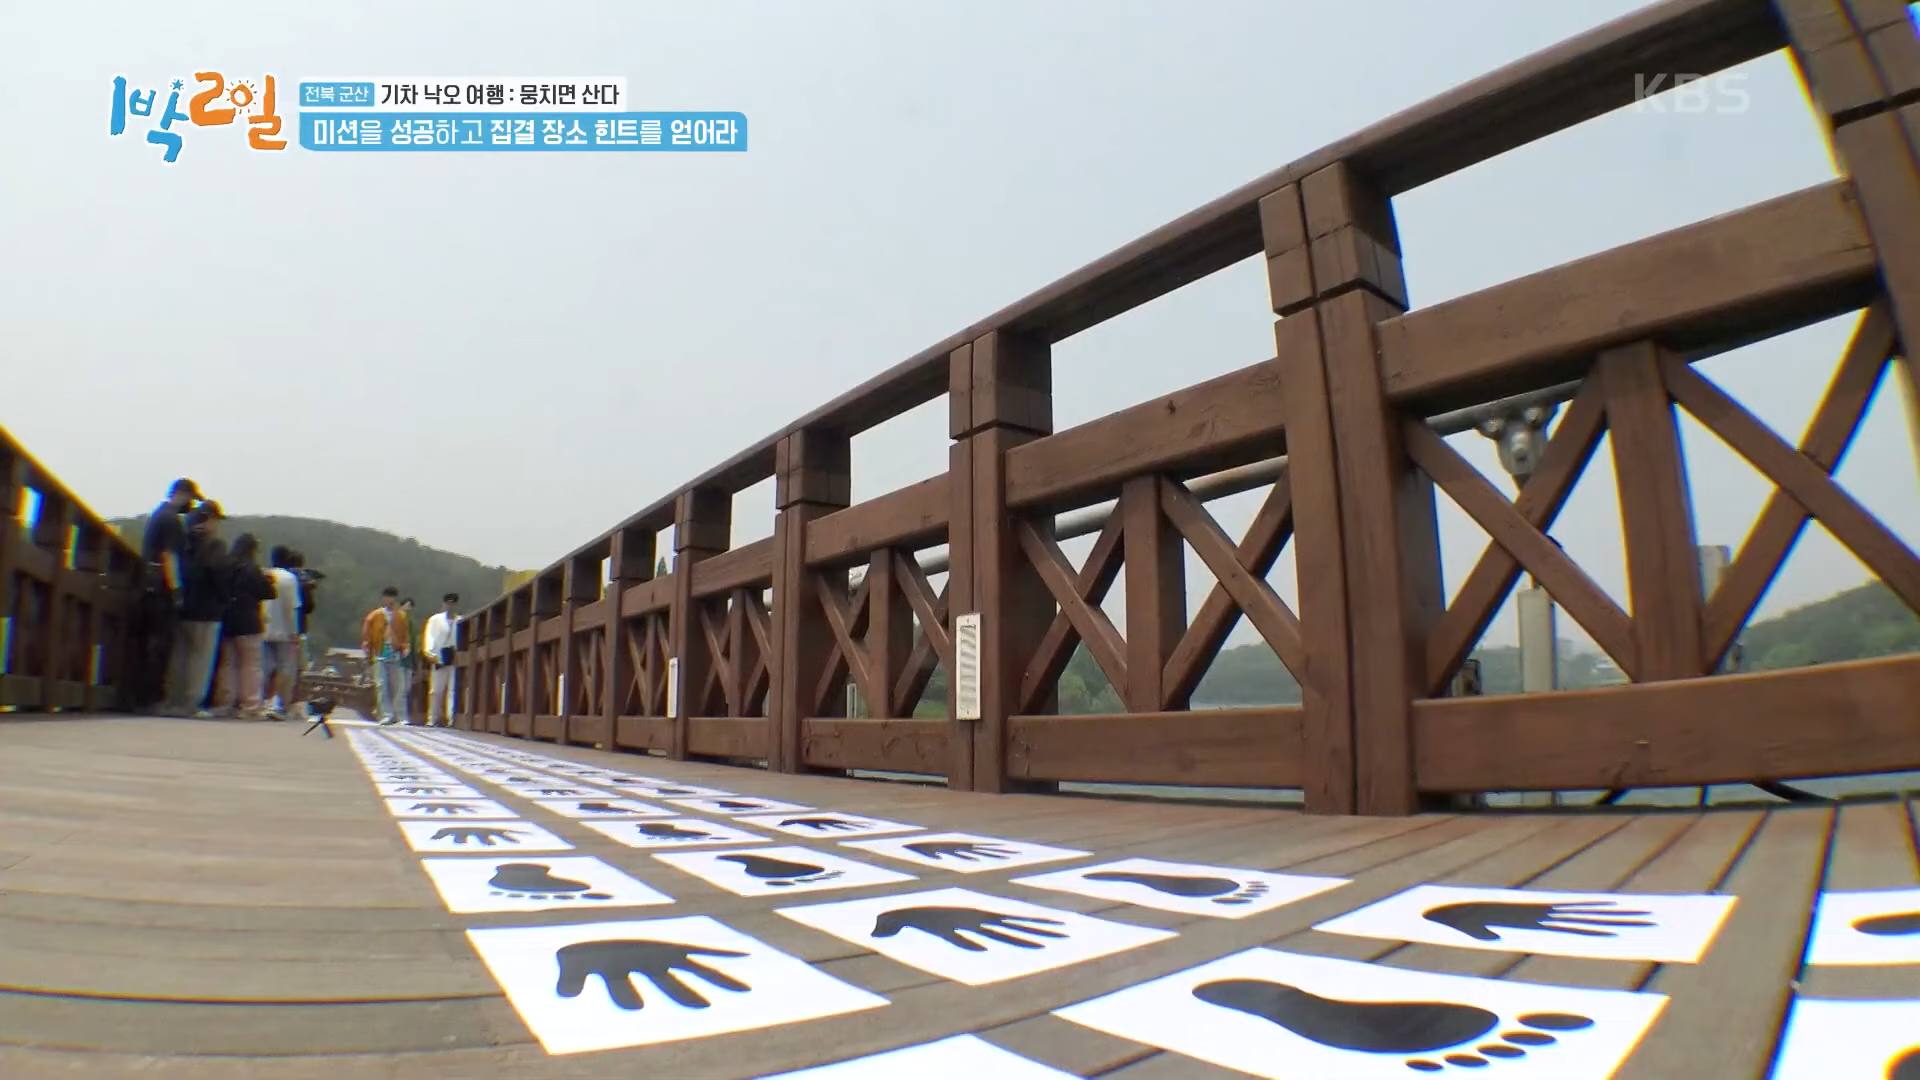 1박2일
전북 군산 기차 낙오 여행 : 뭉치면 산다
미션을 성공하고 집결 장소 힌트를 얻어라
KBS